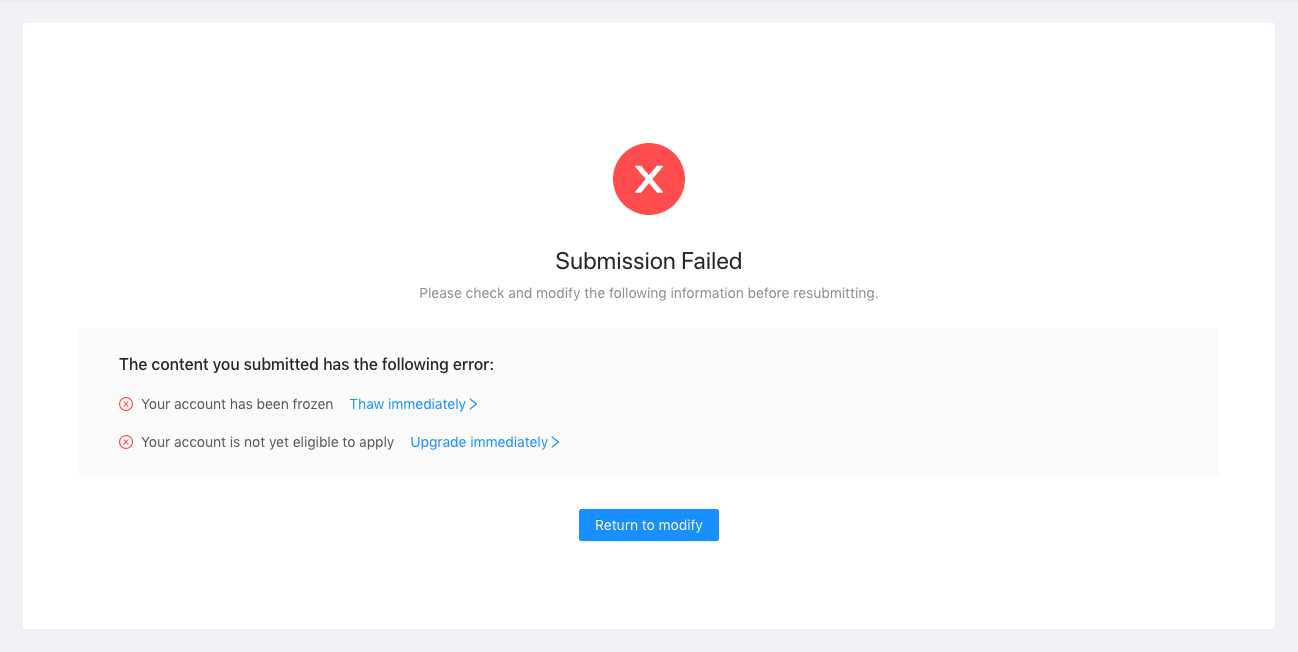 Submission Failed
Please check and modify the following information before resubmitting.
The content you submitted has the following error:
Your account has been frozen Thaw immediately
Your account is not yet eligible to apply Upgrade immediately
Return to modify